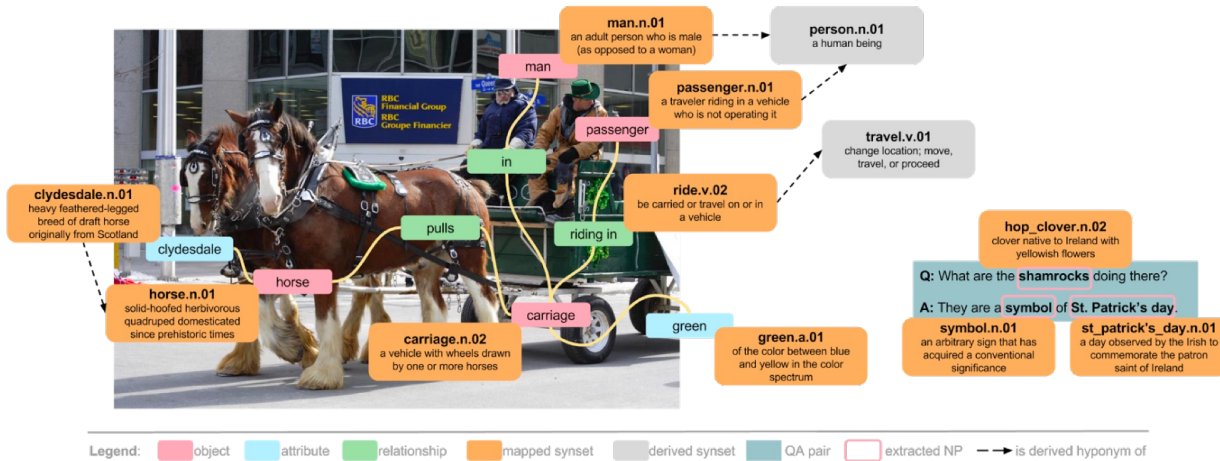 man.n.01
an adult person who is male
(as opposed to a woman)
person.n.01
a human being
man
passenger.n.01
a traveler riding in a vehicle
who is not operating it
RBC
Financial Group
RBC
Groupe Financier
RBC
passenger
travel.v.01
change location; move,
travel, or proceed
in
ride.v.02
be carried or travel on or in
a vehicle
clydesdale.n.01
heavy feathered-legged
breed of draft horse
originally from Scotland
pulls
riding in
clydesdale
hop_clover.n.02
clover native to Ireland with
yellowish flowers
horse
Q: What are the shamrocks doing there?
A: They are a symbol of St. Patrick's day.
horse.n.01
solid-hoofed herbivorous
quadruped domesticated
since prehistoric times
carriage
green
carriage.n.02
a vehicle with wheels drawn
by one or more horses
green.a.01
of the color between blue
and yellow in the color
spectrum
symbol.n.01
an arbitrary sign that has
acquired a conventional
significance
st_patrick's_day.n.01
a day observed by the Irish to
commemorate the patron
saint of Ireland
Legend: object attribute relationship mapped synset derived synset QA pair extracted NP is derived hyponym of